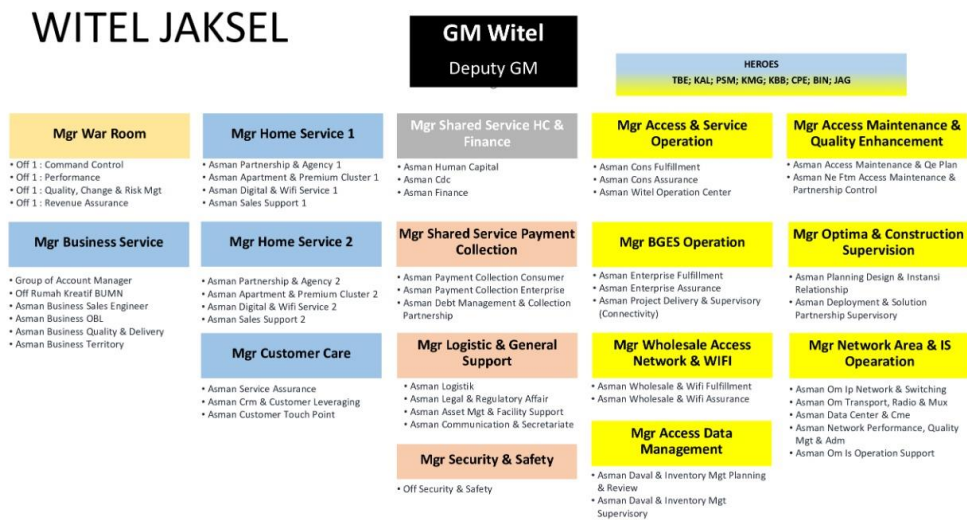 WITEL JAKSEL
GM Witel
Deputy GM
HEROES
TBE; KAL; PSM; KMG; KBB; CPE; BIN; JAG
Mgr War Room
• Off 1 : Command Control
• Off 1 : Performance
• Off 1 : Quality, Change & Risk Mgt
• Off 1 : Revenue Assurance
Mgr Business Service
• Group of Account Manager
• Off Rumah Kreatif BUMN
• Asman Business Sales Engineer
• Asman Business OBL
• Asman Business Quality & Delivery
• Asman Business Territory
Mgr Home Service 1
• Asman Partnership & Agency 1
• Asman Apartment & Premium Cluster 1
• Asman Digital & Wifi Service 1
• Asman Sales Support 1
Mgr Home Service 2
• Asman Partnership & Agency 2
• Asman Apartment & Premium Cluster 2
• Asman Digital & Wifi Service 2
• Asman Sales Support 2
Mgr Customer Care
• Asman Service Assurance
• Asman Crm & Customer Leveraging
• Asman Customer Touch Point
Mgr Shared Service HC &
Finance
• Asman Human Capital
• Asman Cdc
• Asman Finance
Mgr Shared Service Payment
Collection
• Asman Payment Collection Consumer
• Asman Payment Collection Enterprise
• Asman Debt Management & Collection
Partnership
Mgr Logistic & General
Support
• Asman Logistik
• Asman Legal & Regulatory Affair
• Asman Asset Mgt & Facility Support
• Asman Communication & Secretariate
Mgr Security & Safety
• Off Security & Safety
Mgr Access & Service
Operation
• Asman Cons Fulfillment
• Asman Cons Assurance
• Asman Witel Operation Center
Mgr BGES Operation
• Asman Enterprise Fulfillment
• Asman Enterprise Assurance
• Asman Project Delivery & Supervisory
(Connectivity)
Mgr Wholesale Access
Network & WIFI
• Asman Wholesale & Wifi Fulfillment
• Asman Wholesale & Wifi Assurance
Mgr Access Data
Management
• Asman Daval & Inventory Mgt Planning
& Review
• Asman Daval & Inventory Mgt
Supervisory
Mgr Access Maintenance &
Quality Enhancement
• Asman Access Maintenance & Qe Plan
• Asman Ne Ftm Access Maintenance &
Partnership Control
Mgr Optima & Construction
Supervision
• Asman Planning Design & Instansi
Relationship
• Asman Deployment & Solution
Partnership Supervisory
Mgr Network Area & IS
Opearation
• Asman Om Ip Network & Switching
• Asman Om Transport, Radio & Mux
• Asman Data Center & Cme
• Asman Network Performance, Quality
Mgt & Adm
• Asman Om Is Operation Support